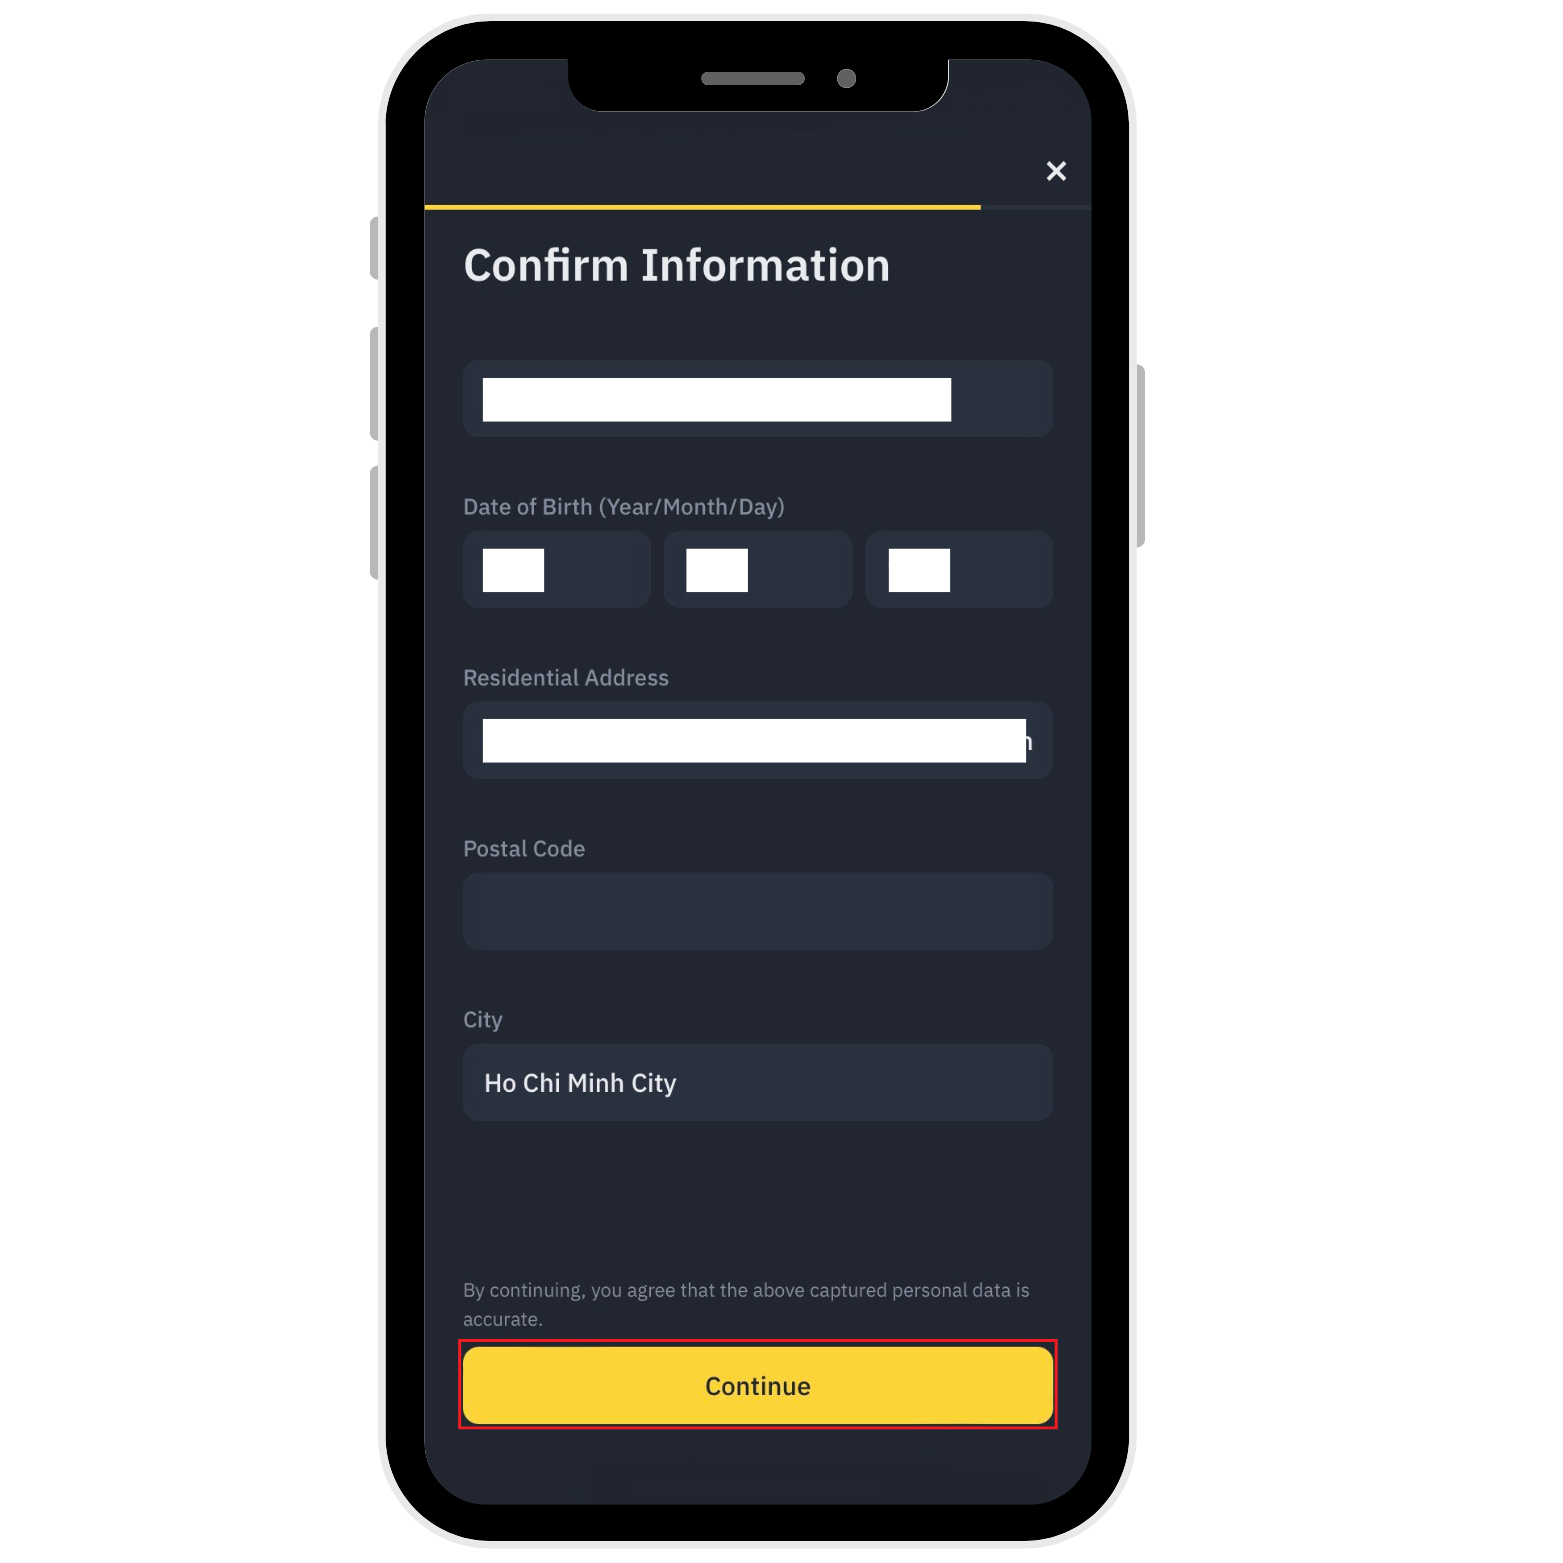 Confirm Information
Date of Birth (Year/Month/Day)
Residential Address
Postal Code
City
Ho Chi Minh City
By continuing, you agree that the above captured personal data is
accurate.
Continue